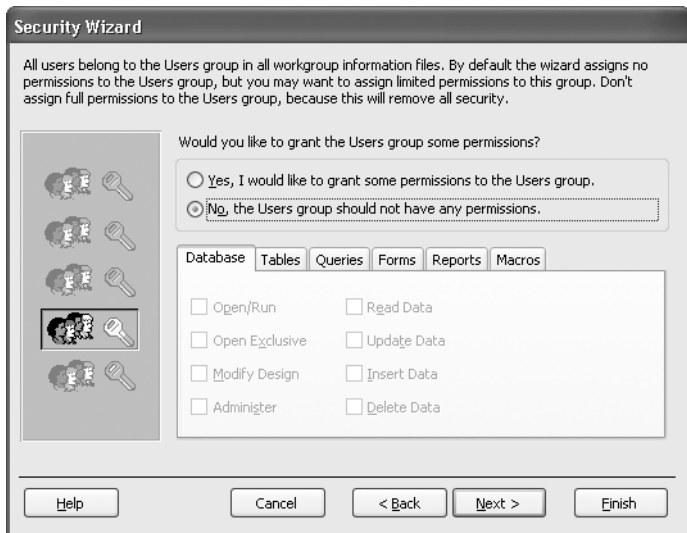 Security Wizard
All users belong to the Users group in all workgroup information files. By default the wizard assigns no
permissions to the Users group, but you may want to assign limited permissions to this group. Don't
assign full permissions to the Users group, because this will remove all security.
Would you like to grant the Users group some permissions?
Yes, I would like to grant some permissions to the Users group.
No, the Users group should not have any permissions.
Database Tables Queries Forms Reports Macros
Open/Run Read Data
Open Exclusive Update Data
Modify Design Insert Data
Administer Delete Data
Help Cancel < Back Next > Finish